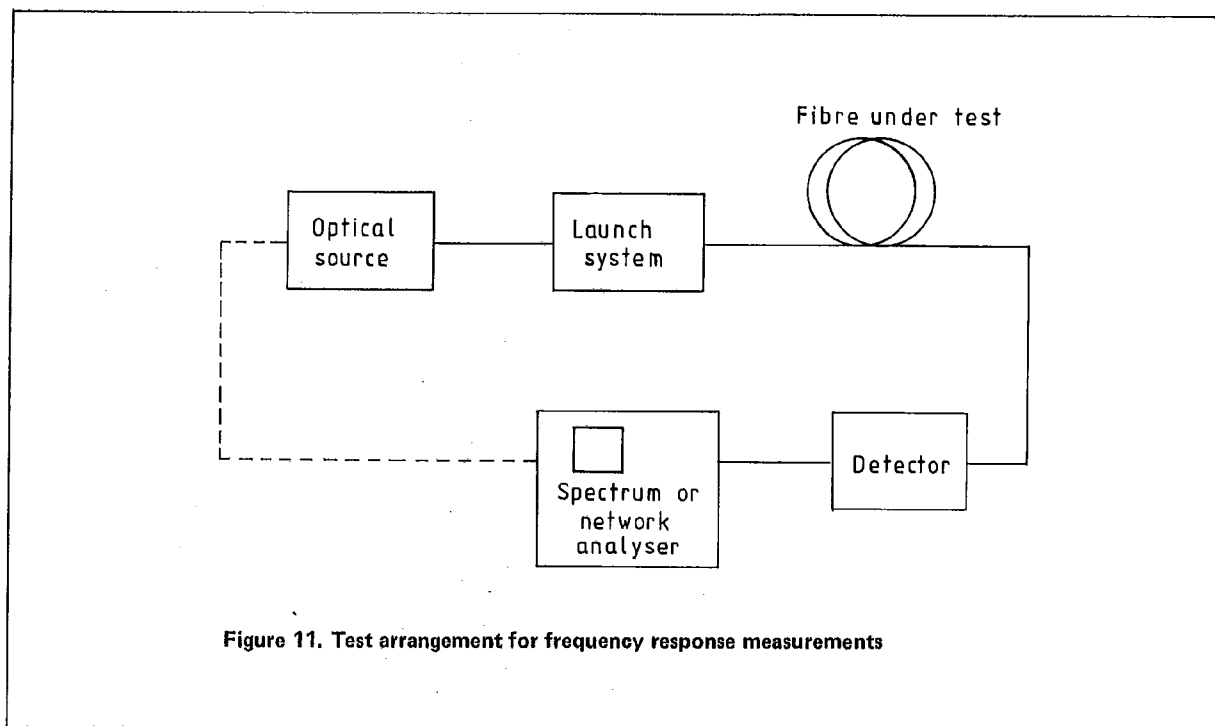 Fibre under test
Optical
source
Launch
system
Spectrum or
network
analyser
Detector
Figure 11. Test arrangement for frequency response measurements